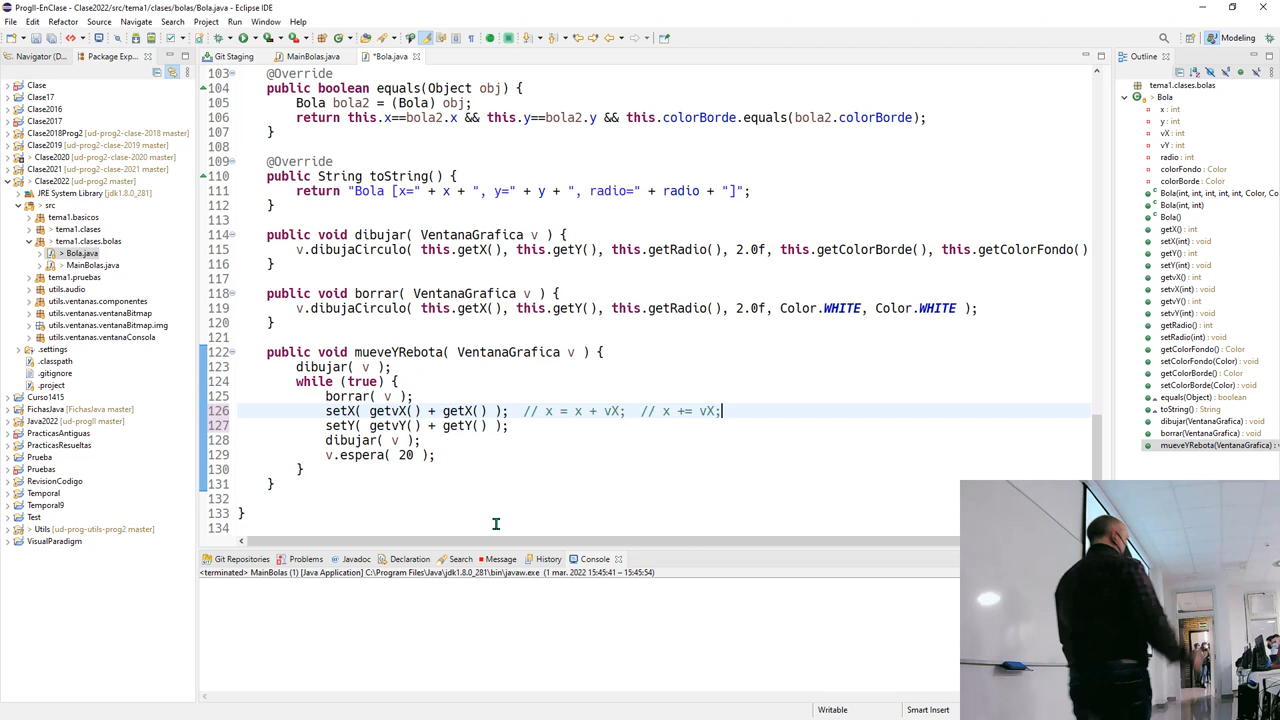 ProgII-EnClase - Clase2022/src/tema1/clases/bolas/Bola.java - Eclipse IDE
File Edit Refactor Source Navigate Search Project Run Window Help
Modeling
Navigator (D...
Package Exp...
Git Staging
MainBolas.java
*Bola.java
Outline
Clase
Clase17
Clase2016
Clase2017
Clase2018Prog2 [ud-prog2-clase-2018 master]
Clase2019 [ud-prog2-clase-2019 master]
> Clase2020 [ud-prog2-clase-2020 master]
Clase2021 [ud-prog2-clase-2021 master]
> Clase2022 [ud-prog2 master]
JRE System Library [jdk1.8.0_281]
> src
tema1.basicos
> tema1.clases
> tema1.clases.bolas
> Bola.java
> MainBolas.java
tema1.pruebas
utils.audio
utils.ventanas.componentes
utils.ventanas.ventanaBitmap
utils.ventanas.ventanaBitmap.img
utils.ventanas.ventanaConsola
.settings
.classpath
.gitignore
.project
Curso1415
FichasJava [FichasJava master]
Java2022 [ud-progII master]
PracticasAntiguas
PracticasResueltas
Prueba
Pruebas
RevisionCodigo
Temporal
Temporal9
Test
> Utils [ud-prog-utils-prog2 master]
VisualParadigm
103 @Override
104 public boolean equals(Object obj) {
105 Bola bola2 = (Bola) obj;
106 return this.x==bola2.x && this.y==bola2.y && this.colorBorde.equals(bola2.colorBorde);
107 }
108
109 @Override
110 public String toString() {
111 return "Bola [x=" + x + ", y=" + y + ", radio=" + radio + "]";
112 }
113
114 public void dibujar( VentanaGrafica v ) {
115 v.dibujaCirculo( this.getX(), this.getY(), this.getRadio(), 2.0f, this.getColorBorde(), this.getColorFondo()
116 }
117
118 public void borrar( VentanaGrafica v ) {
119 v.dibujaCirculo( this.getX(), this.getY(), this.getRadio(), 2.0f, Color.WHITE, Color.WHITE );
120 }
121
122 public void mueveYRebota( VentanaGrafica v ) {
123 dibujar( v );
124 while (true) {
125 borrar( v );
126 setX( getvX() + getX() ); // x = x + vX; // x += vX;
127 setY( getvY() + getY() );
128 dibujar( v );
129 v.espera( 20 );
130 }
131 }
132
133 }
134
tema1.clases.bolas
Bola
x : int
y : int
vX : int
vY : int
radio : int
colorFondo : Color
colorBorde : Color
Bola(int, int, int, int, int, Color, C
Bola(int, int)
Bola()
getX() : int
setX(int) : void
getY() : int
setY(int) : void
getvX() : int
setvX(int) : void
getvY() : int
setvY(int) : void
getRadio() : int
setRadio(int) : void
getColorFondo() : Color
setColorFondo(Color) : void
getColorBorde() : Color
setColorBorde(Color) : void
equals(Object) : boolean
toString() : String
dibujar(VentanaGrafica) : void
borrar(VentanaGrafica) : void
mueveYRebota(VentanaGrafica) : v
Git Repositories
Problems
Javadoc
Declaration
Search
Message
History
Console
<terminated> MainBolas (1) [Java Application] C:\Program Files\Java\jdk1.8.0_281\bin\javaw.exe (1 mar. 2022 15:45:41 – 15:45:54)
Writable
Smart Insert